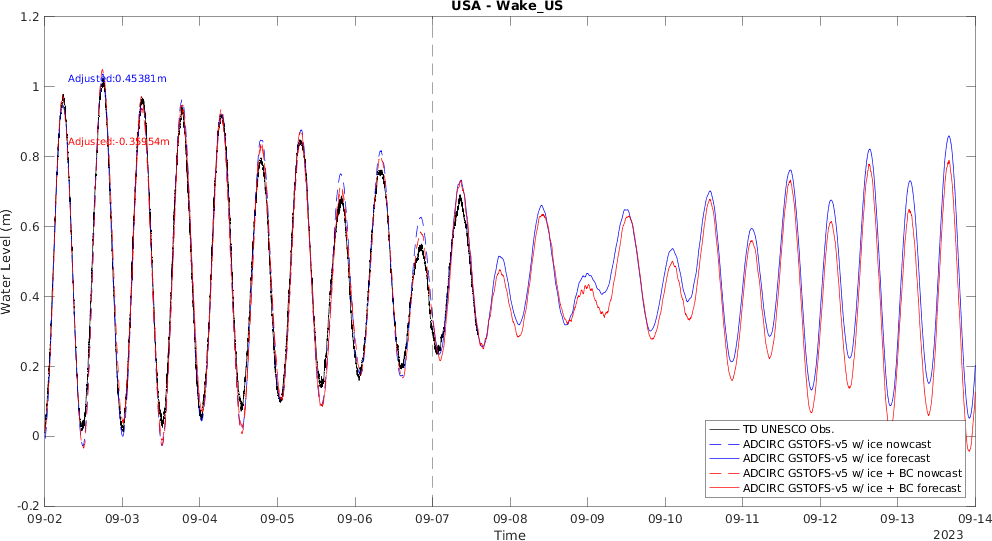 USA - Wake_US
1.2
1
0.8
0.6
0.4
0.2
0
-0.2
Water Level (m)
Adjusted:0.45381m
Adjusted:-0.35954m
TD UNESCO Obs.
ADCIRC GSTOFS-v5 w/ ice nowcast
ADCIRC GSTOFS-v5 w/ ice forecast
ADCIRC GSTOFS-v5 w/ ice + BC nowcast
ADCIRC GSTOFS-v5 w/ ice + BC forecast
09-02 09-03 09-04 09-05 09-06 09-07 09-08 09-09 09-10 09-11 09-12 09-13 09-14
Time
2023